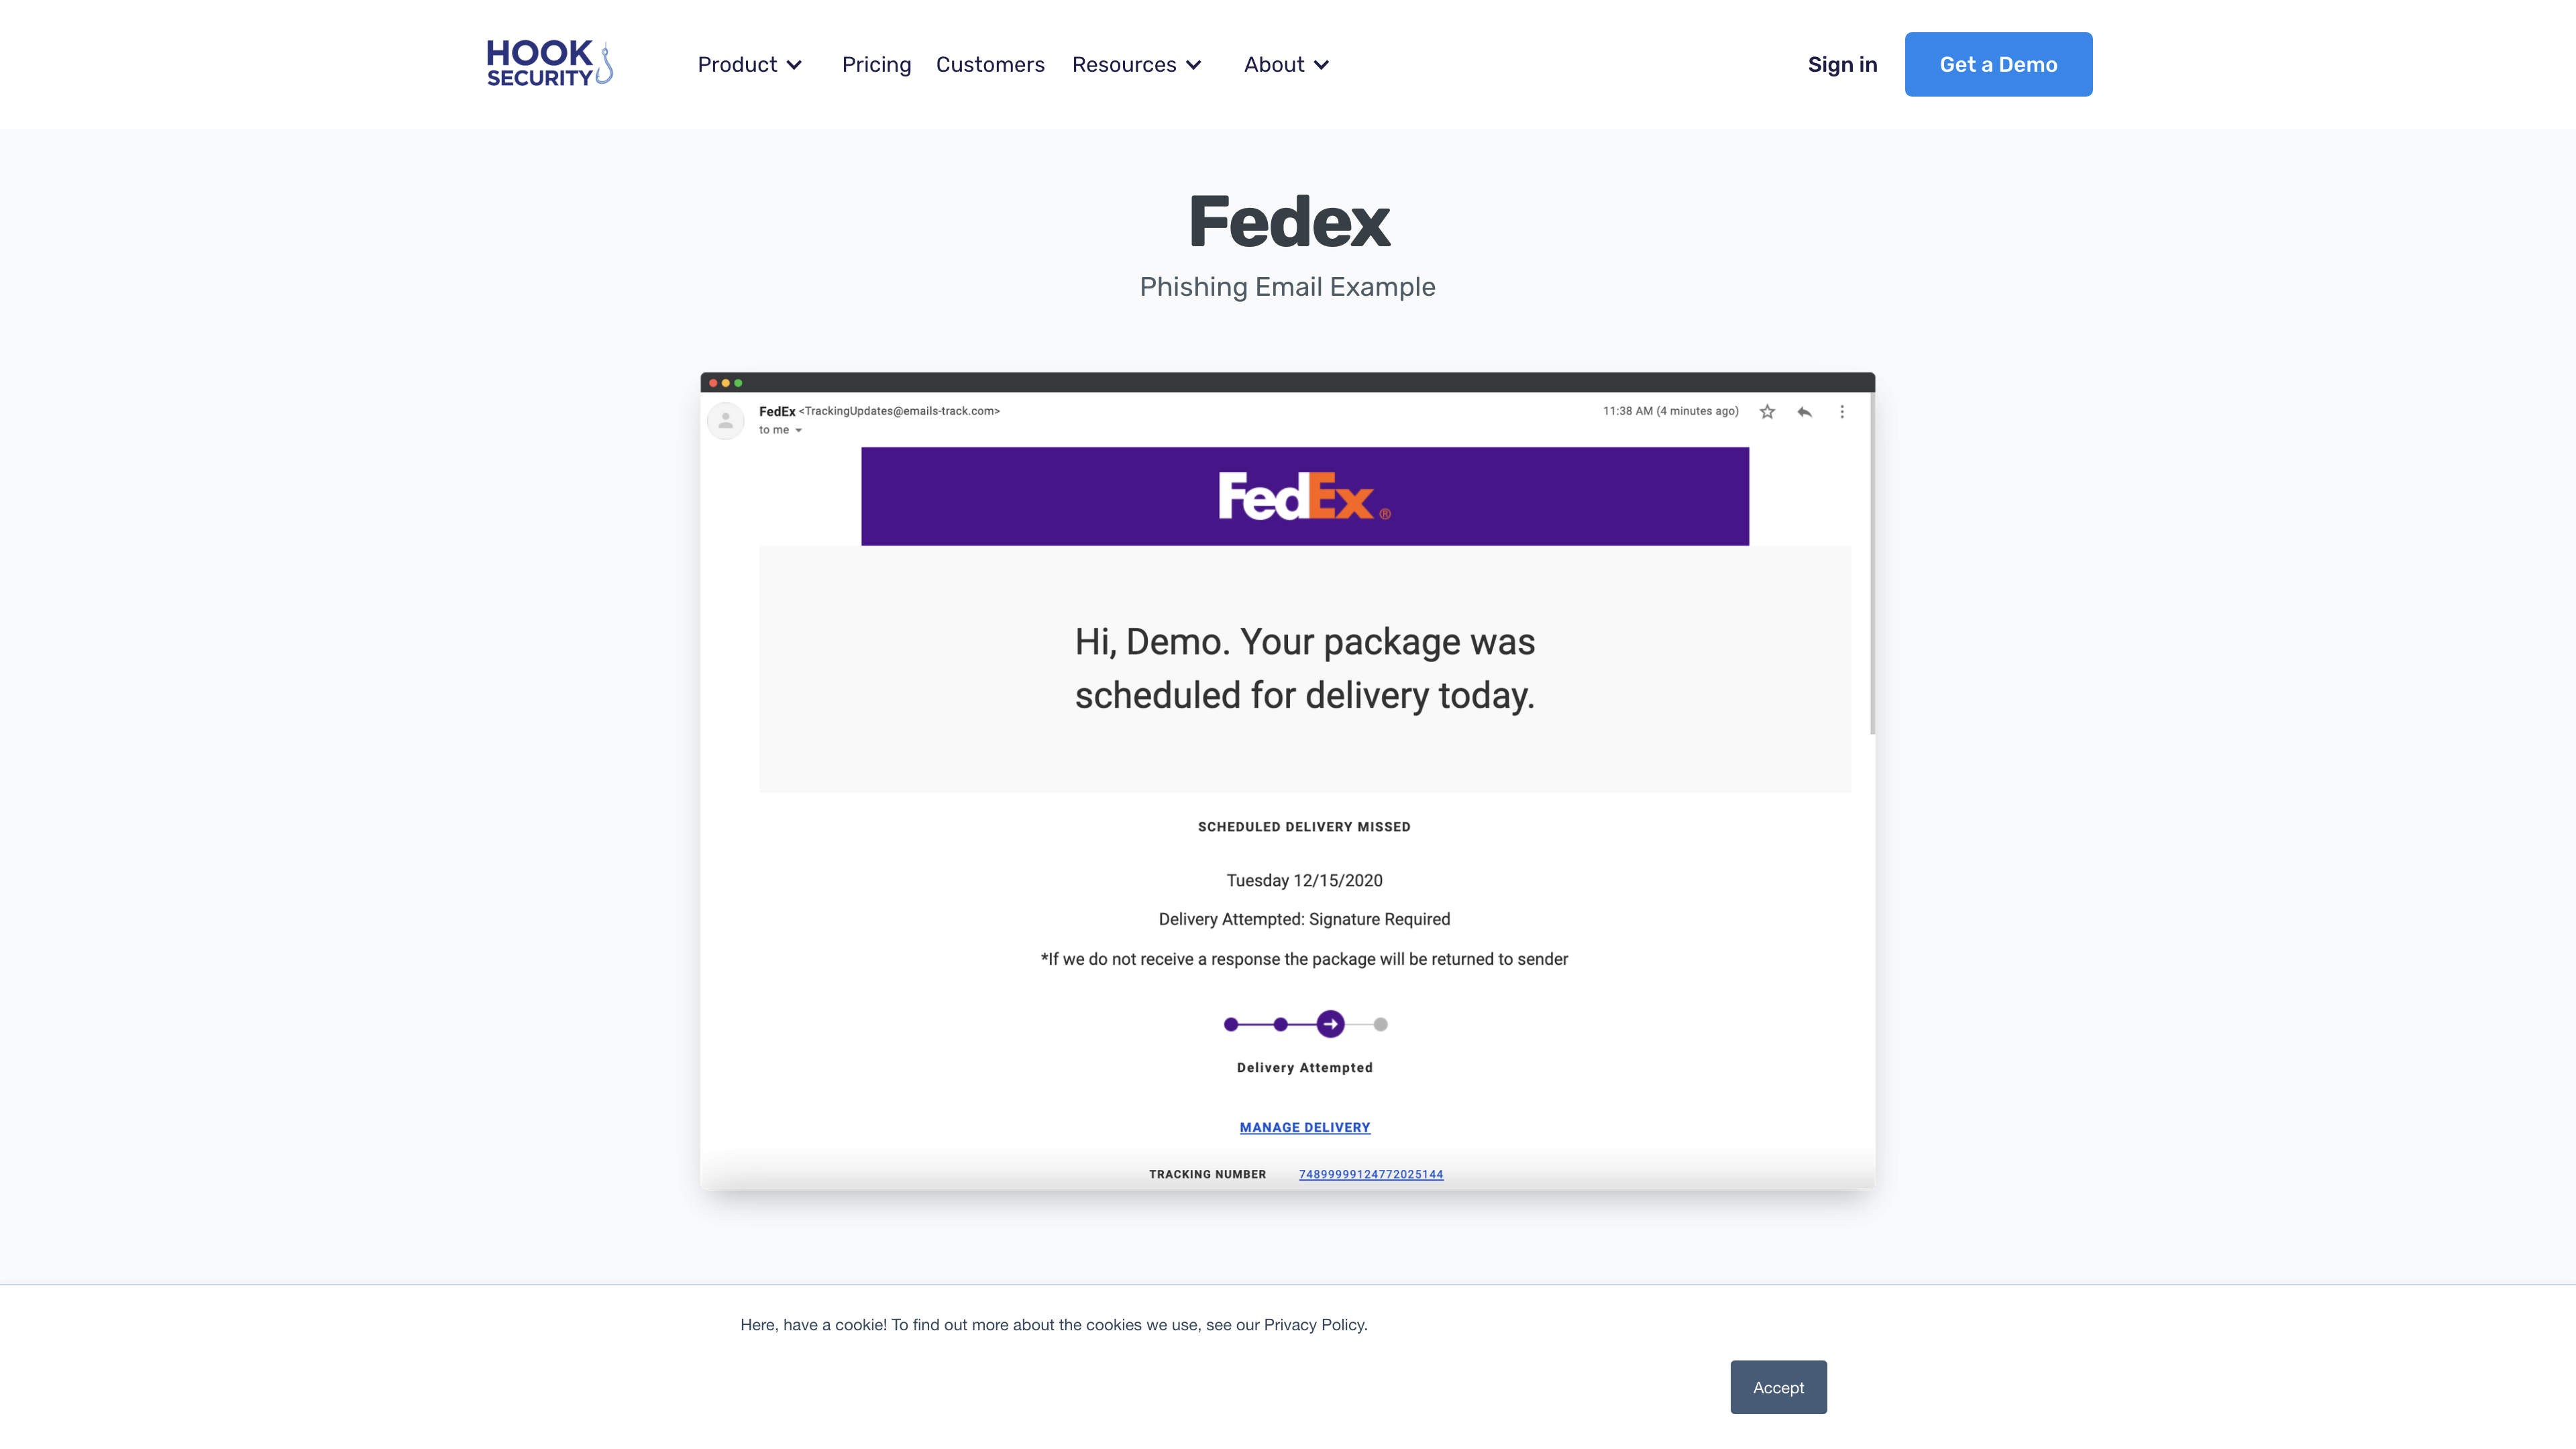 HOOK
SECURITY
Product
Pricing
Customers
Resources
About
Sign in
Get a Demo
Fedex
Phishing Email Example
FedEx <TrackingUpdates@emails-track.com>
11:38 AM (4 minutes ago)
to me
FedEx®
Hi, Demo. Your package was
scheduled for delivery today.
SCHEDULED DELIVERY MISSED
Tuesday 12/15/2020
Delivery Attempted: Signature Required
*If we do not receive a response the package will be returned to sender
Delivery Attempted
MANAGE DELIVERY
TRACKING NUMBER 74899999124772025144
Here, have a cookie! To find out more about the cookies we use, see our Privacy Policy.
Accept